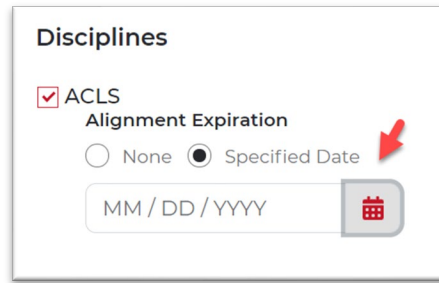 Disciplines
ACLS
Alignment Expiration
None Specified Date
MM / DD / YYYY